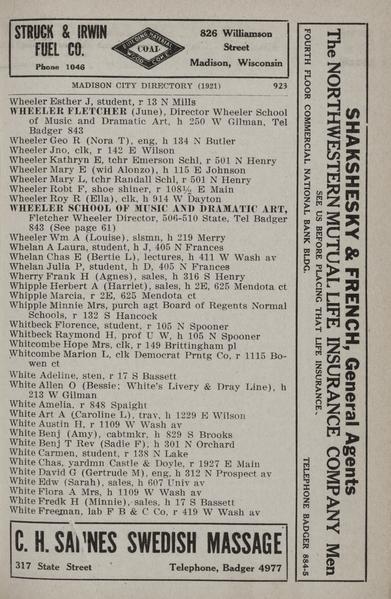 STRUCK & IRWIN
FUEL CO.
Phone 1046
BUILDING MATERIAL
COAL
WOOD COKE
826 Williamson
Street
Madison, Wisconsin
MADISON CITY DIRECTORY (1921) 923
Wheeler Esther J, student, r 13 N Mills
WHEELER FLETCHER (June), Director Wheeler School
of Music and Dramatic Art, h 250 W Gilman, Tel
Badger 843
Wheeler Geo R (Nora T), eng, h 134 N Butler
Wheeler Jno, clk, r 142 E Wilson
Wheeler Kathryn E, tchr Emerson Schl, r 501 N Henry
Wheeler Mary E (wid Alonzo), h 115 E Johnson
Wheeler Mary L, tchr Randall Schl, r 501 N Henry
Wheeler Robt F, shoe shiner, r 108½ E Main
Wheeler Roy R (Ella), clk, h 914 W Dayton
WHEELER SCHOOL OF MUSIC AND DRAMATIC ART,
Fletcher Wheeler Director, 506-510 State, Tel Badger
843 (See page 61)
Wheeler Wm A (Louise), slsmn, h 219 Merry
Whelan A Laura, student, h J, 405 N Frances
Whelan Chas E (Bertie L), lectures, h 411 W Wash av
Whelan Julia P, student, h D, 405 N Frances
Wherry Frank H (Agnes), sales, h 316 S Henry
Whipple Herbert A (Harriet), sales, h 2E, 625 Mendota ct
Whipple Marcia, r 2E, 625 Mendota ct
Whipple Minnie Mrs, purch agt Board of Regents Normal
Schools, r 132 S Hancock
Whitbeck Florence, student, r 105 N Spooner
Whitbeck Raymond H, prof U W, h 105 N Spooner
Whitcombe Hope Mrs, clk, r 149 Brittingham pl
Whitcombe Marion L, clk Democrat Prntg Co, r 1115 Bo-
wen ct
White Adeline, sten, r 17 S Bassett
White Allen O (Bessie; White's Livery & Dray Line), h
213 W Gilman
White Amelia, r 848 Spaight
White Art A (Caroline L), trav, h 1229 E Wilson
White Austin H, r 1109 W Wash av
White Benj (Amy), cabtmkr, h 829 S Brooks
White Benj T Rev (Sadie F), h 301 N Orchard
White Carmen, student, r 138 N Lake
White Chas, yardmn Castle & Doyle, r 1927 E Main
White David G (Gertrude M), eng, h 312 N Prospect av
White Edw (Sarah), sales, h 607 Univ av
White Flora A Mrs, h 1109 W Wash av
White Fredk H (Minnie), sales, h 17 S Bassett
White Freeman, lab F B & C Co, r 419 W Wash av
C. H. SAINNES SWEDISH MASSAGE
317 State Street Telephone, Badger 4977
SHAKSHESKY & FRENCH, General Agents
The NORTHWESTERN MUTUAL LIFE INSURANCE COMPANY Men
SEE US BEFORE PLACING THAT LIFE INSURANCE.
FOURTH FLOOR COMMERCIAL NATIONAL BANK BLDG. TELEPHONE BADGER 884-5